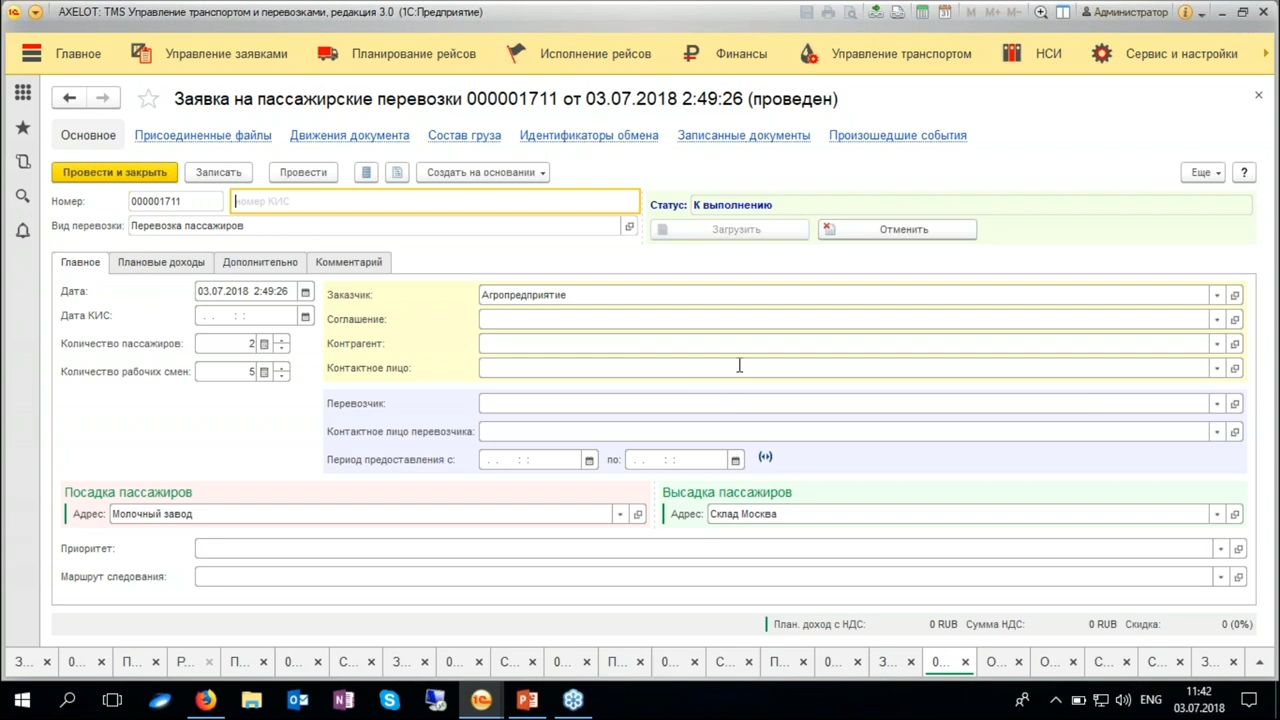 AXELOT: TMS Управление транспортом и перевозками, редакция 3.0 (1С:Предприятие)
M M+ M- Администратор
Главное Управление заявками Планирование рейсов Исполнение рейсов Финансы Управление транспортом НСИ Сервис и настройки
Заявка на пассажирские перевозки 000001711 от 03.07.2018 2:49:26 (проведен)
Основное Присоединенные файлы Движения документа Состав груза Идентификаторы обмена Записанные документы Произошедшие события
Провести и закрыть Записать Провести Создать на основании Еще ?
Номер: 000001711 номер КИС Статус: К выполнению
Вид перевозки: Перевозка пассажиров Загрузить Отменить
Главное Плановые доходы Дополнительно Комментарий
Дата: 03.07.2018 2:49:26 Заказчик: Агропредприятие
Дата КИС: . . : : Соглашение:
Количество пассажиров: 2 Контрагент:
Количество рабочих смен: 5 Контактное лицо:
Перевозчик:
Контактное лицо перевозчика:
Период предоставления с: . . : : по: . . : :
Посадка пассажиров Высадка пассажиров
Адрес: Молочный завод Адрес: Склад Москва
Приоритет:
Маршрут следования:
План. доход с НДС: 0 RUB Сумма НДС: 0 RUB Скидка: 0 (0%)
З... 0... П... Р... П... 0... С... З... 0... С... 0... П... 0... С... П... 0... З... 0... О... О... С... С... З...
ENG 11:42
03.07.2018